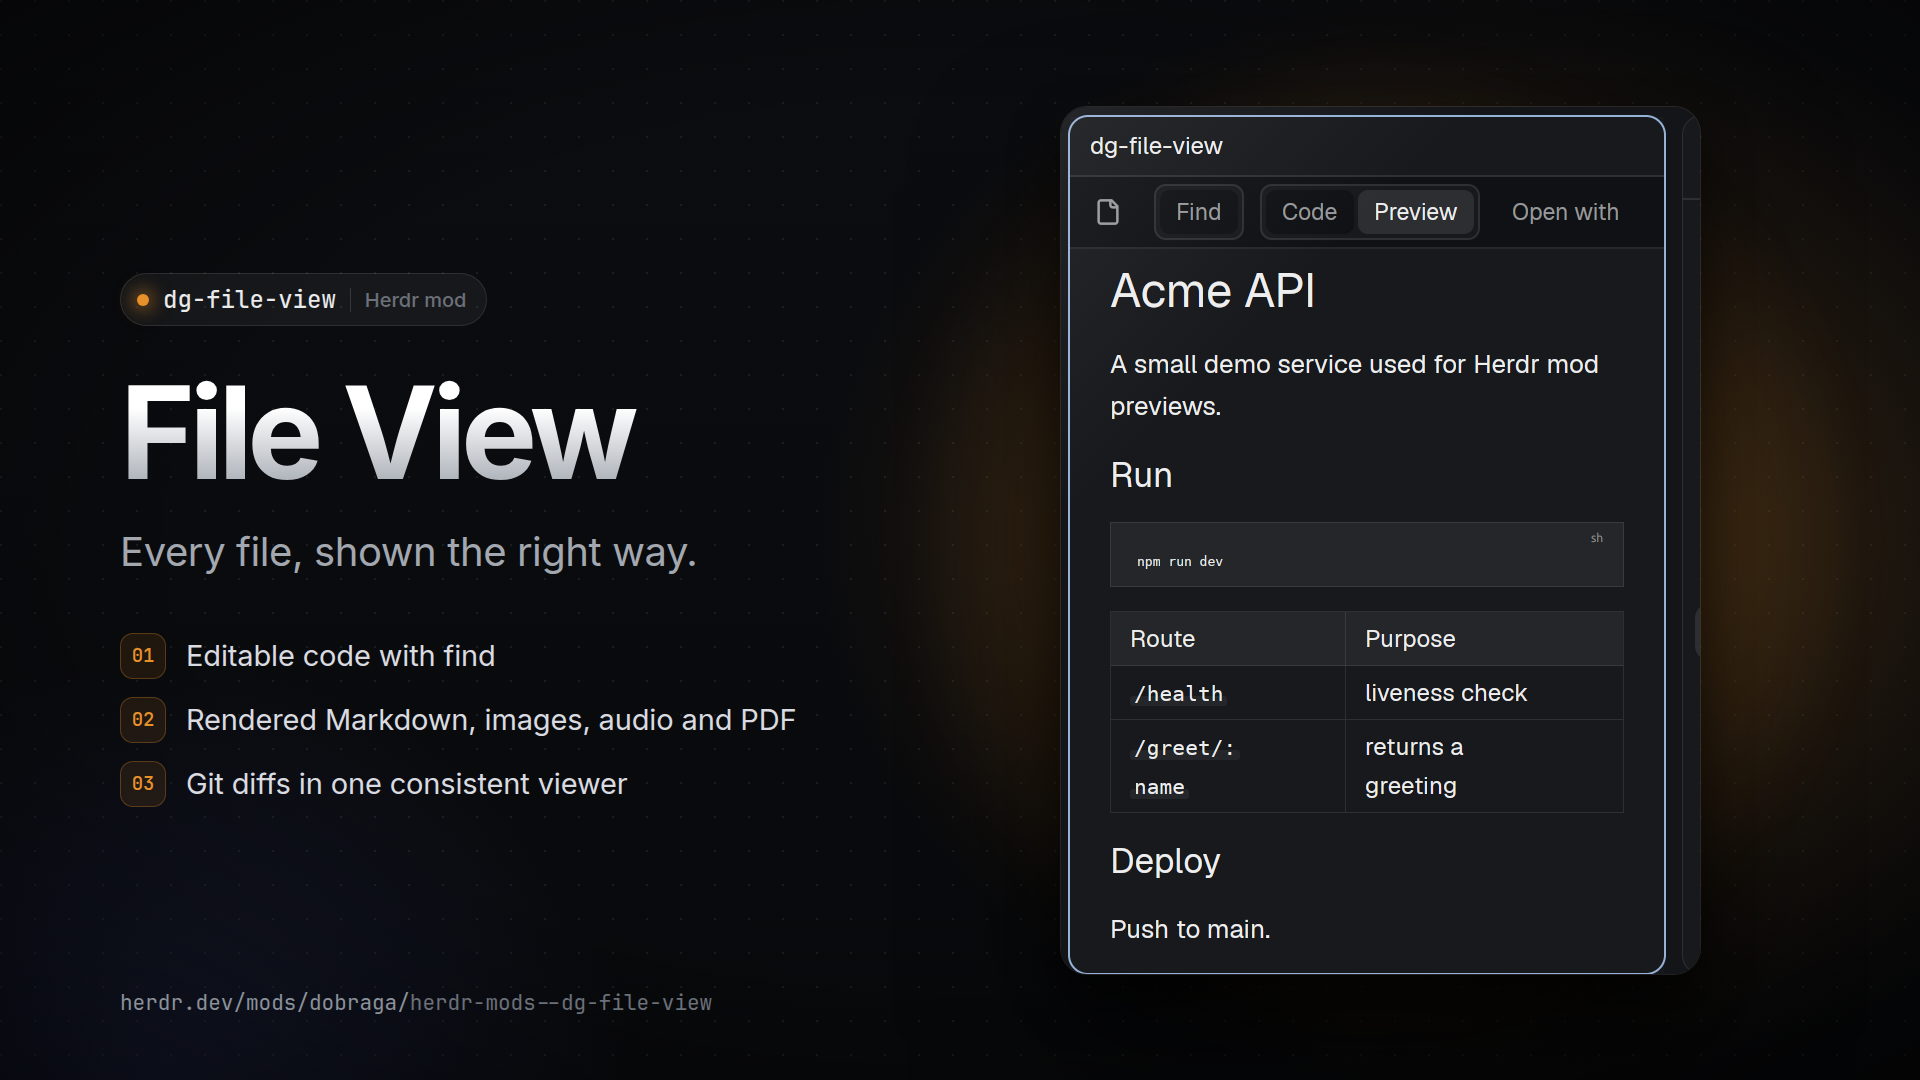 dg-file-view Herdr mod
File View
Every file, shown the right way.
01 Editable code with find
02 Rendered Markdown, images, audio and PDF
03 Git diffs in one consistent viewer
herdr.dev/mods/dobraga/herdr-mods--dg-file-view
dg-file-view
Find Code Preview Open with
Acme API
A small demo service used for Herdr mod
previews.
Run
sh
npm run dev
Route Purpose
/health liveness check
/greet/: returns a
name greeting
Deploy
Push to main.